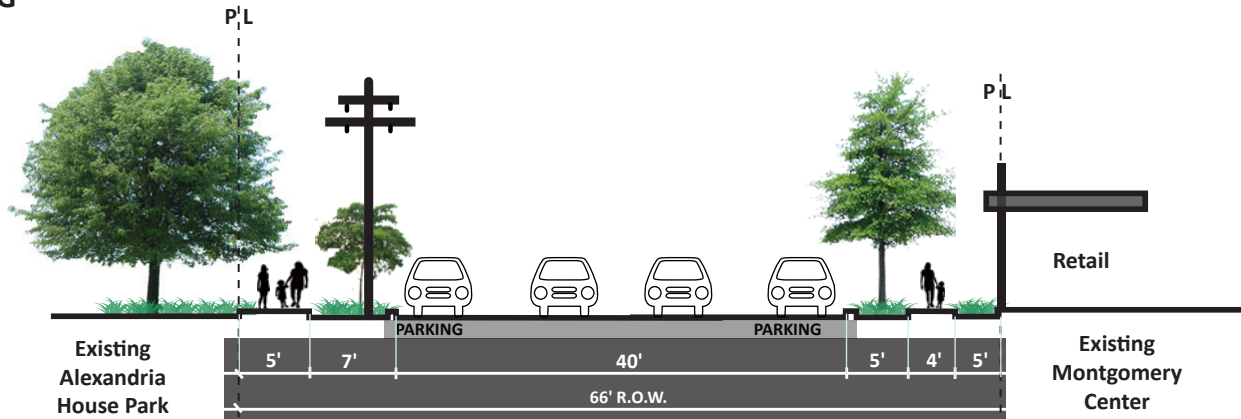 P L
P L
Retail
PARKING
PARKING
5'
7'
40'
5'
4'
5'
66' R.O.W.
Existing
Alexandria
House Park
Existing
Montgomery
Center